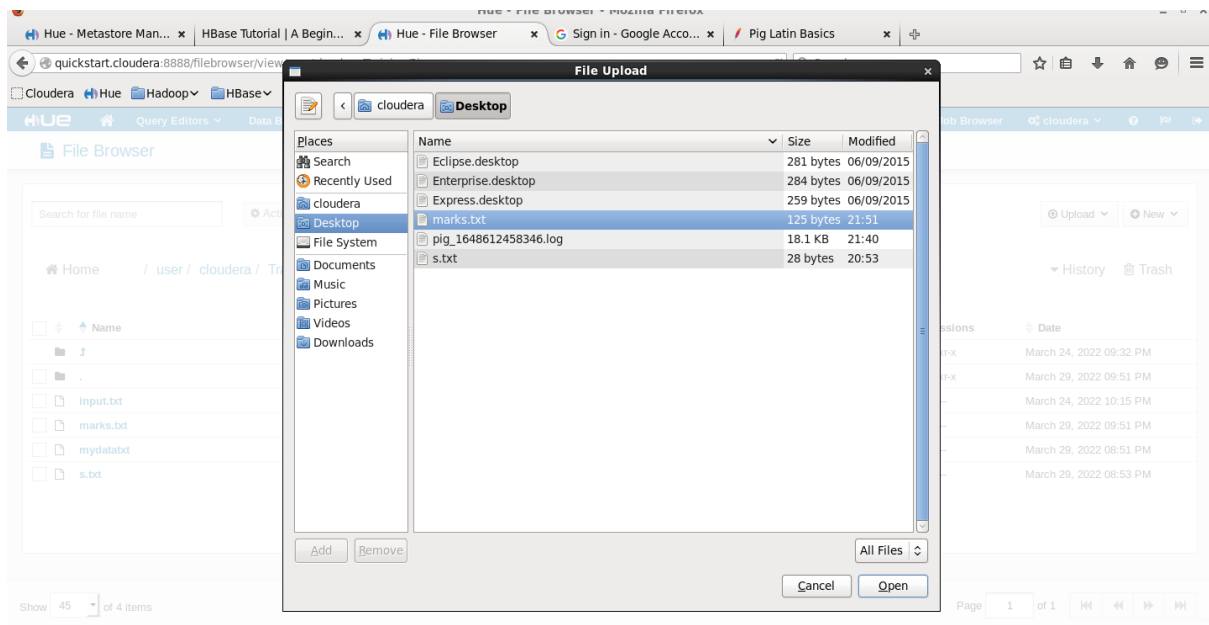 Hue - File Browser - Mozilla Firefox
Hue - Metastore Man... × HBase Tutorial | A Begin... × Hue - File Browser × Sign in - Google Acco... × Pig Latin Basics ×
quickstart.cloudera:8888/filebrowser/view
Cloudera Hue Hadoop HBase
HUE Query Editors Data B Job Browser cloudera
File Browser
Search for file name Acti Upload New
Home / user / cloudera / Tr History Trash
Name ssions Date
March 24, 2022 09:32 PM
. March 29, 2022 09:51 PM
input.txt March 24, 2022 10:15 PM
marks.txt March 29, 2022 09:51 PM
mydatatxt March 29, 2022 08:51 PM
s.txt March 29, 2022 08:53 PM
Show 45 of 4 items Page 1 of 1
File Upload ×
cloudera Desktop
Places
Search
Recently Used
cloudera
Desktop
File System
Documents
Music
Pictures
Videos
Downloads
Name Size Modified
Eclipse.desktop 281 bytes 06/09/2015
Enterprise.desktop 284 bytes 06/09/2015
Express.desktop 259 bytes 06/09/2015
marks.txt 125 bytes 21:51
pig_1648612458346.log 18.1 KB 21:40
s.txt 28 bytes 20:53
Add Remove All Files
Cancel Open